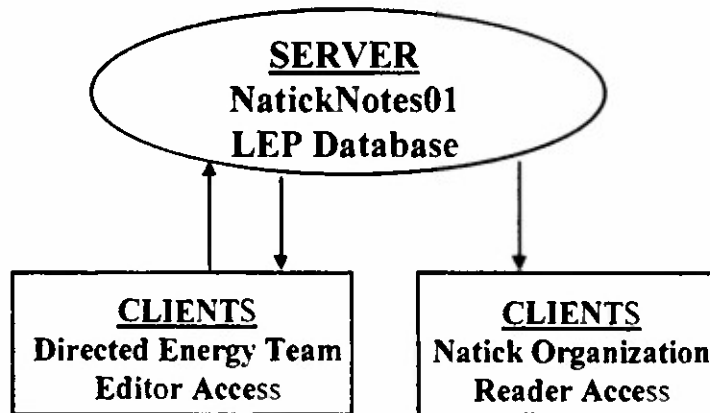 SERVER
NatickNotes01
LEP Database
CLIENTS
Directed Energy Team
Editor Access
CLIENTS
Natick Organization
Reader Access